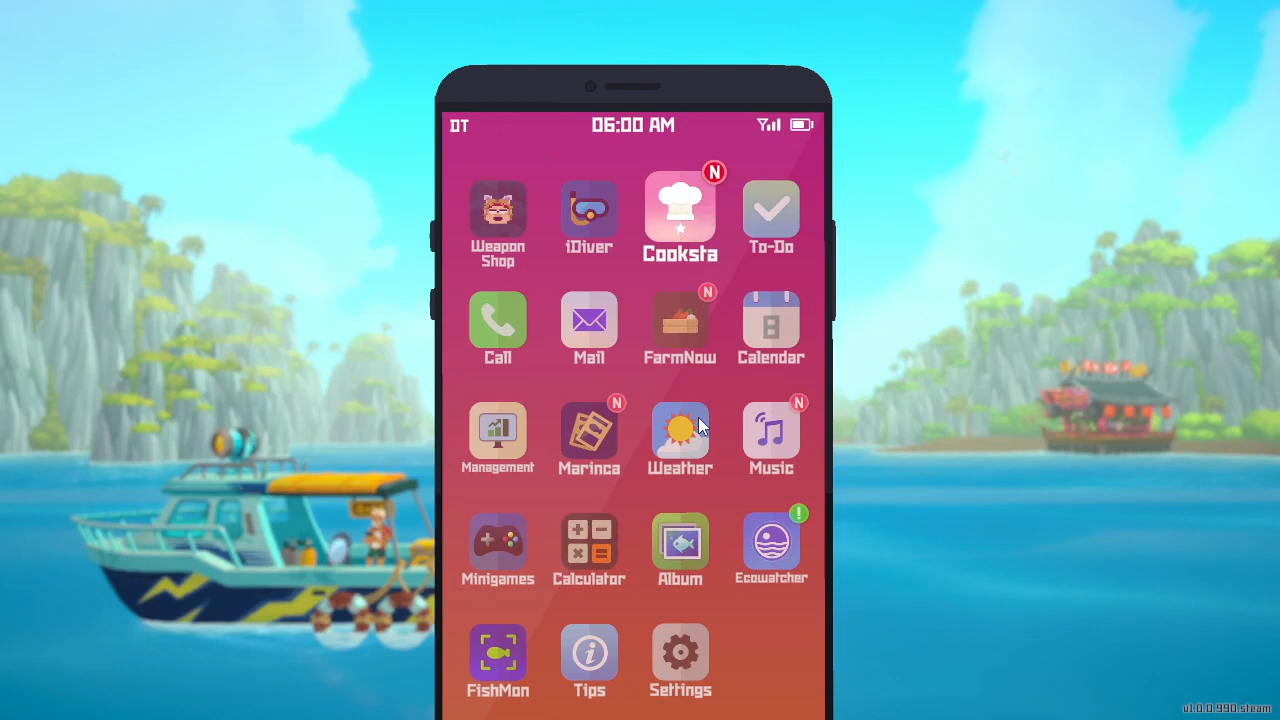 DT 06:00 AM
N
Weapon Shop iDiver Cooksta To-Do
N
Call Mail FarmNow Calendar
N N
Management Marinca Weather Music
!
Minigames Calculator Album Ecowatcher
FishMon Tips Settings
v1.0.0.990.steam